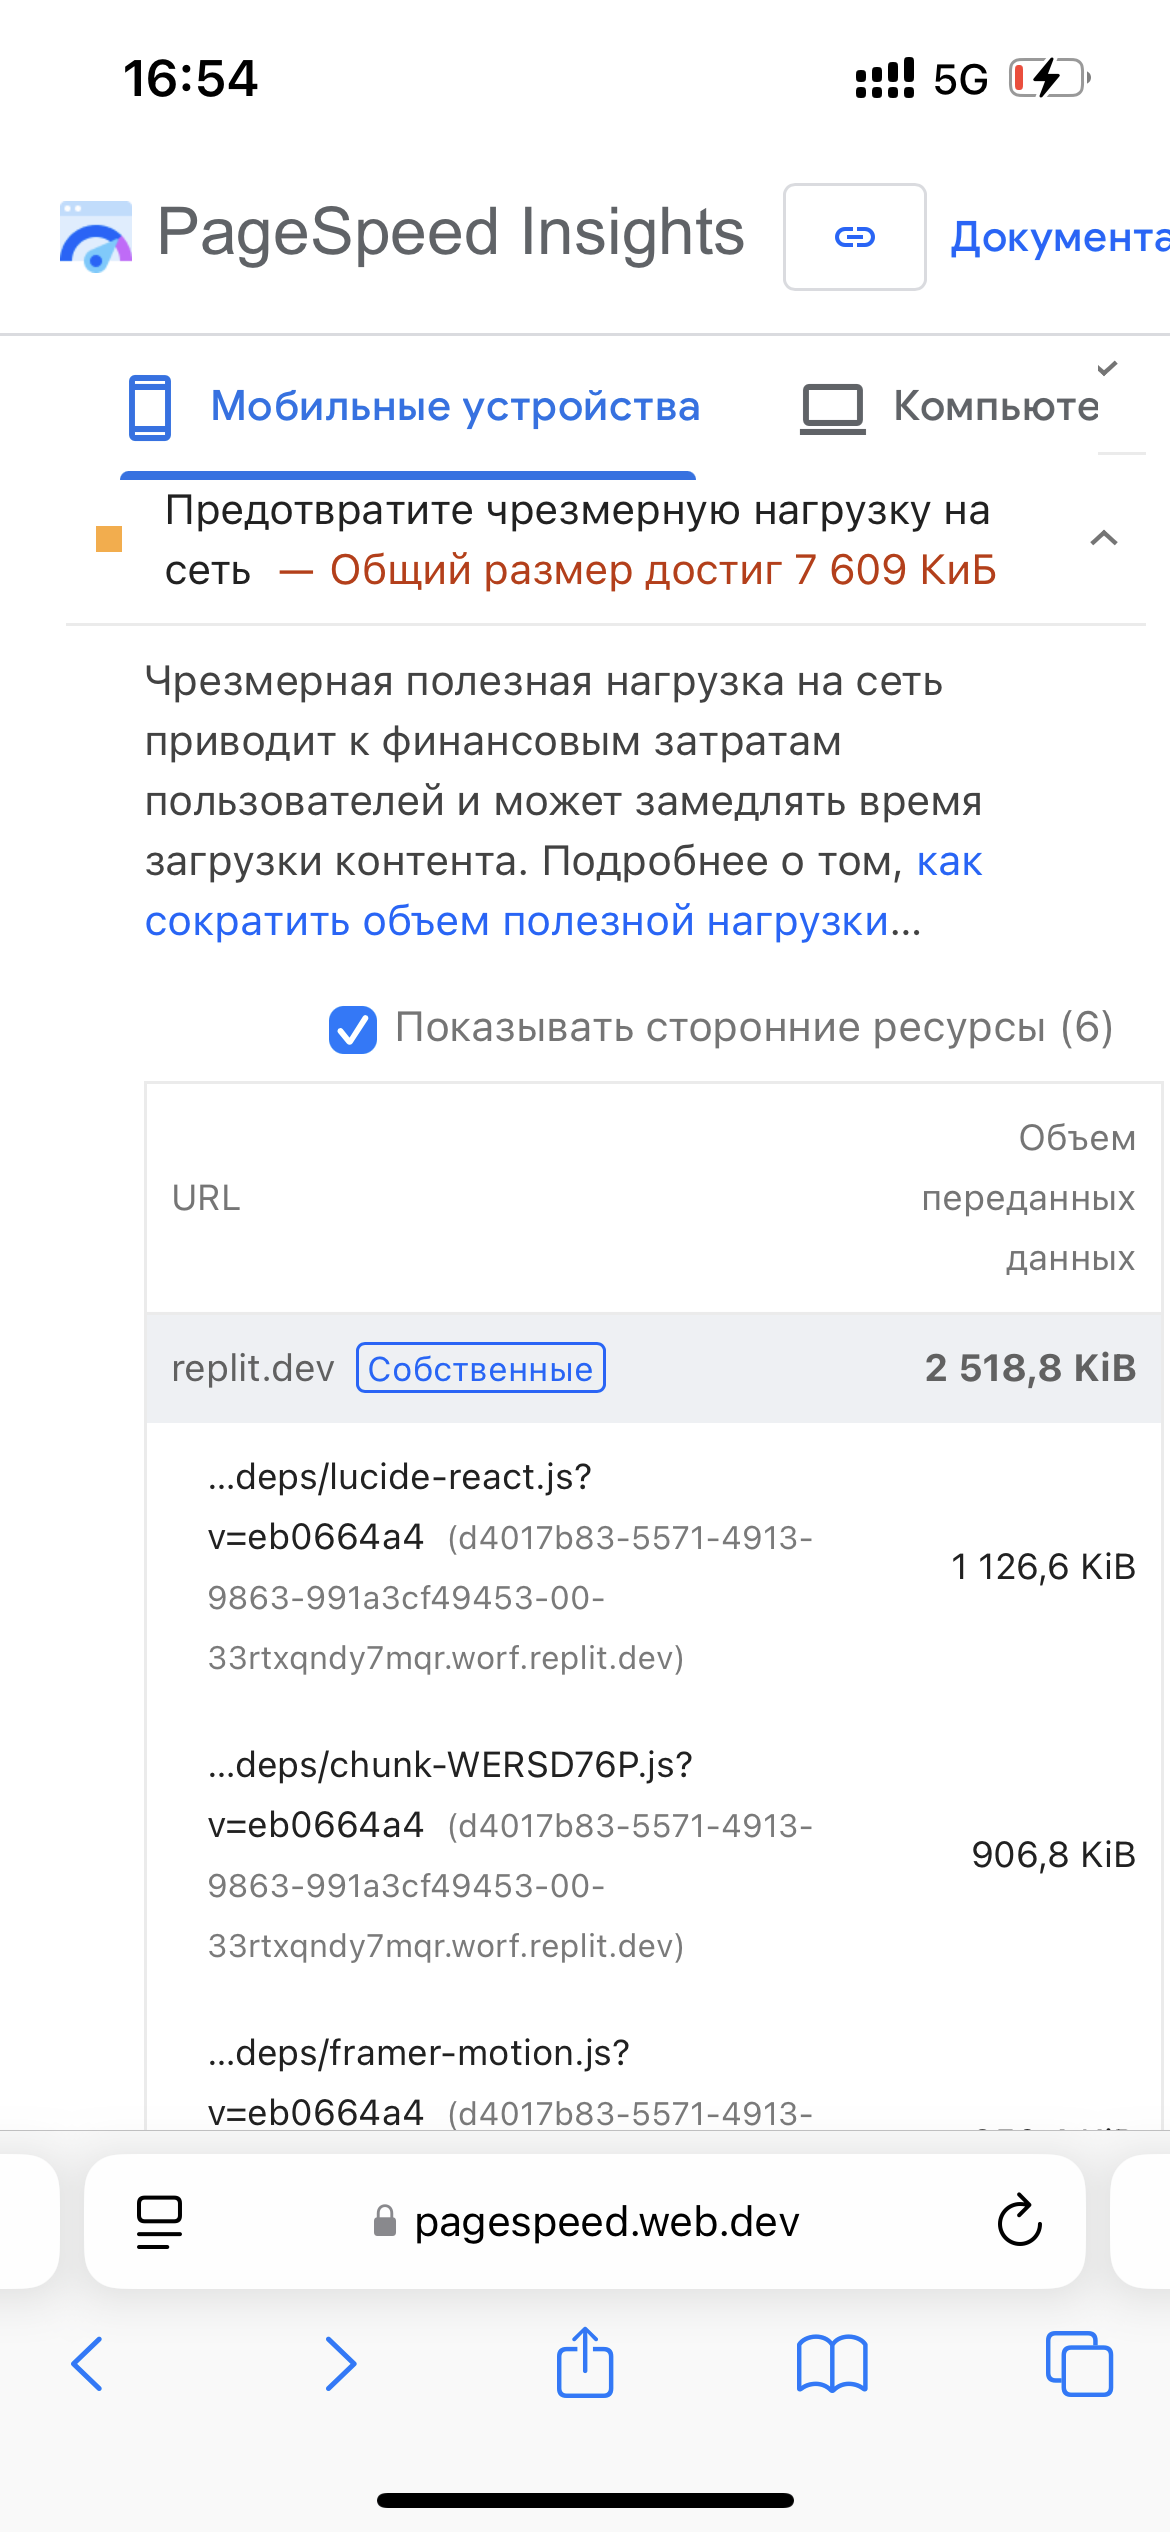 16:54
5G
PageSpeed Insights
Документа
Мобильные устройства
Компьюте
Предотвратите чрезмерную нагрузку на
сеть — Общий размер достиг 7 609 КиБ
Чрезмерная полезная нагрузка на сеть
приводит к финансовым затратам
пользователей и может замедлять время
загрузки контента. Подробнее о том, как
сократить объем полезной нагрузки...
Показывать сторонние ресурсы (6)
URL
Объем
переданных
данных
replit.dev Собственные 2 518,8 KiB
...deps/lucide-react.js?
v=eb0664a4 (d4017b83-5571-4913-
9863-991a3cf49453-00-
33rtxqndy7mqr.worf.replit.dev)
1 126,6 KiB
...deps/chunk-WERSD76P.js?
v=eb0664a4 (d4017b83-5571-4913-
9863-991a3cf49453-00-
33rtxqndy7mqr.worf.replit.dev)
906,8 KiB
...deps/framer-motion.js?
v=eb0664a4 (d4017b83-5571-4913-
pagespeed.web.dev